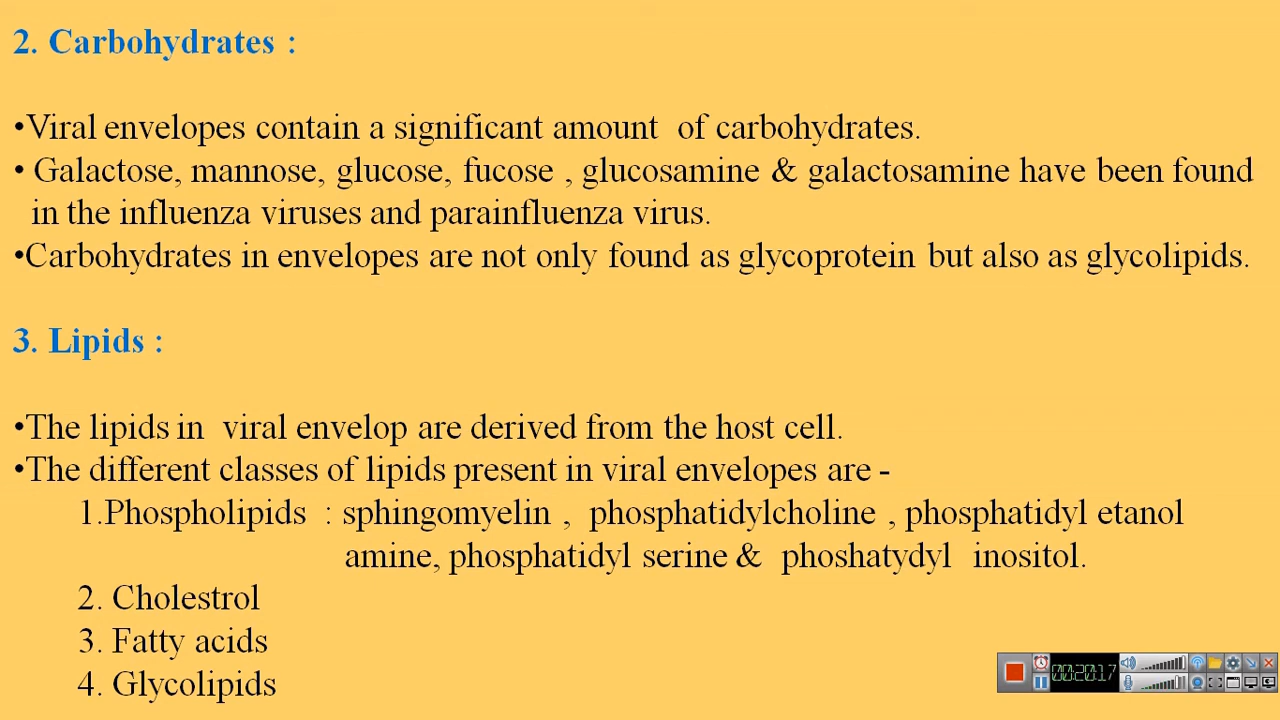 2. Carbohydrates :
•Viral envelopes contain a significant amount of carbohydrates.
• Galactose, mannose, glucose, fucose , glucosamine & galactosamine have been found
in the influenza viruses and parainfluenza virus.
•Carbohydrates in envelopes are not only found as glycoprotein but also as glycolipids.
3. Lipids :
•The lipids in viral envelop are derived from the host cell.
•The different classes of lipids present in viral envelopes are -
1.Phospholipids : sphingomyelin , phosphatidylcholine , phosphatidyl etanol
amine, phosphatidyl serine & phoshatydyl inositol.
2. Cholestrol
3. Fatty acids
4. Glycolipids
00:20:17